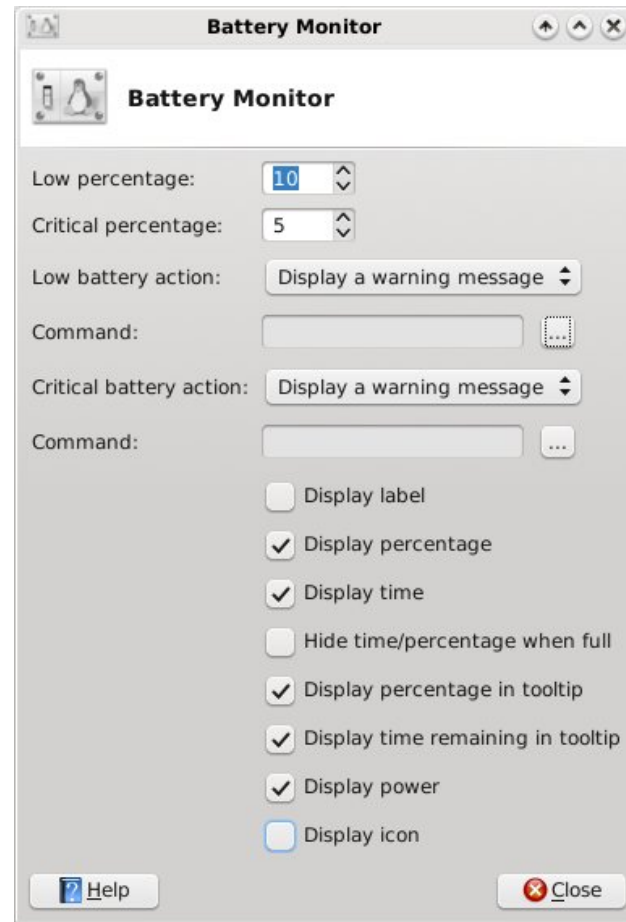 Battery Monitor
Battery Monitor
Low percentage: 10
Critical percentage: 5
Low battery action: Display a warning message
Command: ...
Critical battery action: Display a warning message
Command: ...
Display label
Display percentage
Display time
Hide time/percentage when full
Display percentage in tooltip
Display time remaining in tooltip
Display power
Display icon
Help Close